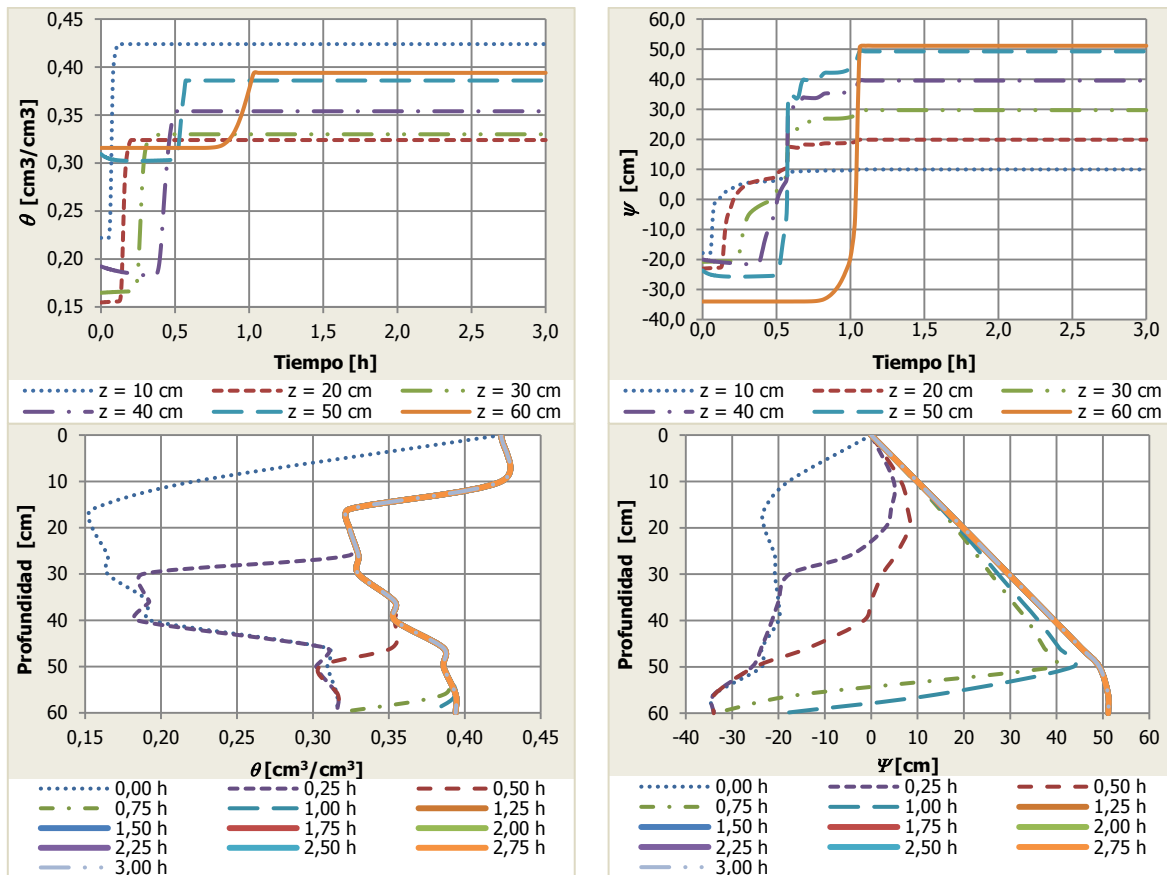 0,45
0,40
0,35
0,30
0,25
0,20
0,15
θ [cm3/cm3]
0,0 0,5 1,0 1,5 2,0 2,5 3,0
Tiempo [h]
z = 10 cm z = 20 cm z = 30 cm
z = 40 cm z = 50 cm z = 60 cm
60,0
50,0
40,0
30,0
20,0
10,0
0,0
-10,0
-20,0
-30,0
-40,0
ψ [cm]
0,0 0,5 1,0 1,5 2,0 2,5 3,0
Tiempo [h]
z = 10 cm z = 20 cm z = 30 cm
z = 40 cm z = 50 cm z = 60 cm
0
10
20
30
40
50
60
Profundidad [cm]
0,15 0,20 0,25 0,30 0,35 0,40 0,45
θ [cm³/cm³]
0,00 h 0,25 h 0,50 h
0,75 h 1,00 h 1,25 h
1,50 h 1,75 h 2,00 h
2,25 h 2,50 h 2,75 h
3,00 h
0
10
20
30
40
50
60
Profundidad [cm]
-40 -30 -20 -10 0 10 20 30 40 50 60
Ψ[cm]
0,00 h 0,25 h 0,50 h
0,75 h 1,00 h 1,25 h
1,50 h 1,75 h 2,00 h
2,25 h 2,50 h 2,75 h
3,00 h